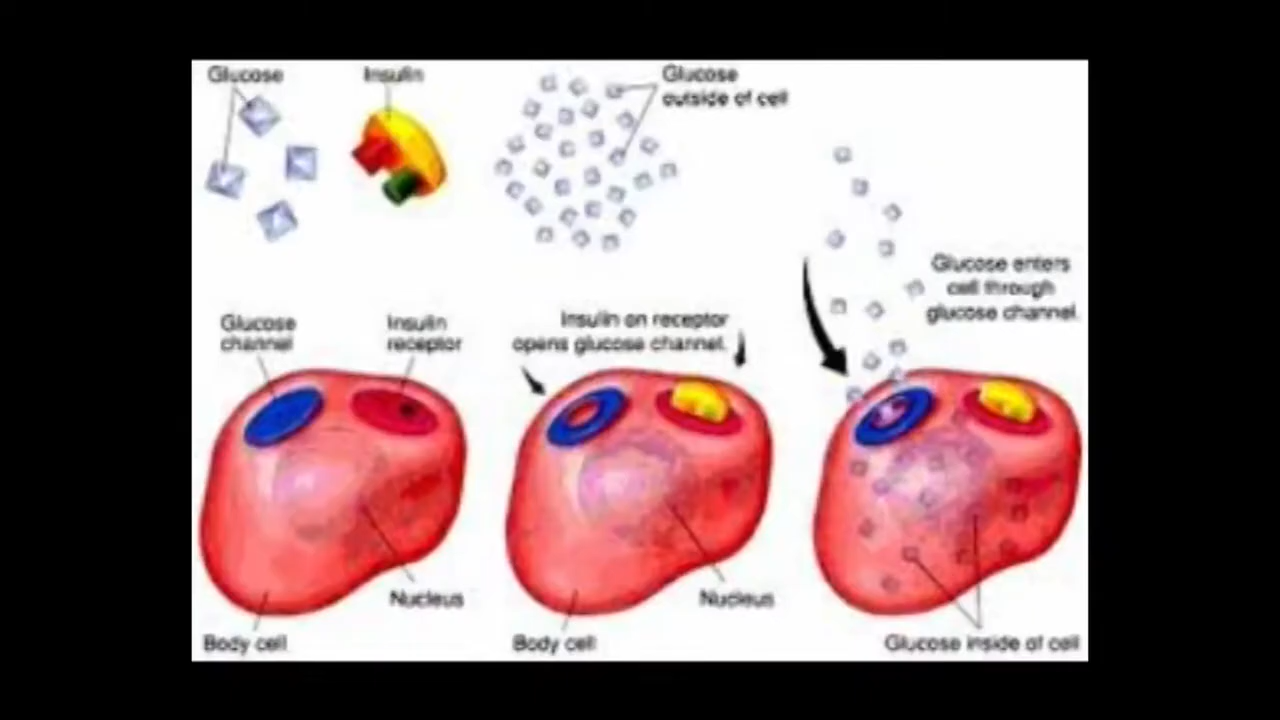 Glucose
Insulin
Glucose
outside of cell
Glucose enters
cell through
glucose channel.
Glucose
channel
Insulin
receptor
Insulin on receptor
opens glucose channel.
Nucleus
Body cell
Nucleus
Body cell
Glucose inside of cell